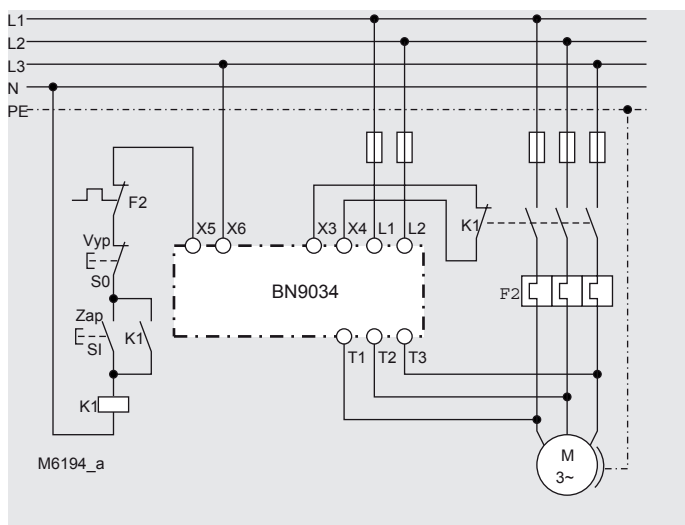 L1
L2
L3
N
PE
F2
X5 X6 X3 X4 L1 L2
K1
Vyp
S0
BN9034
F2
Zap
SI
K1
T1 T2 T3
K1
M6194_a
M
3~